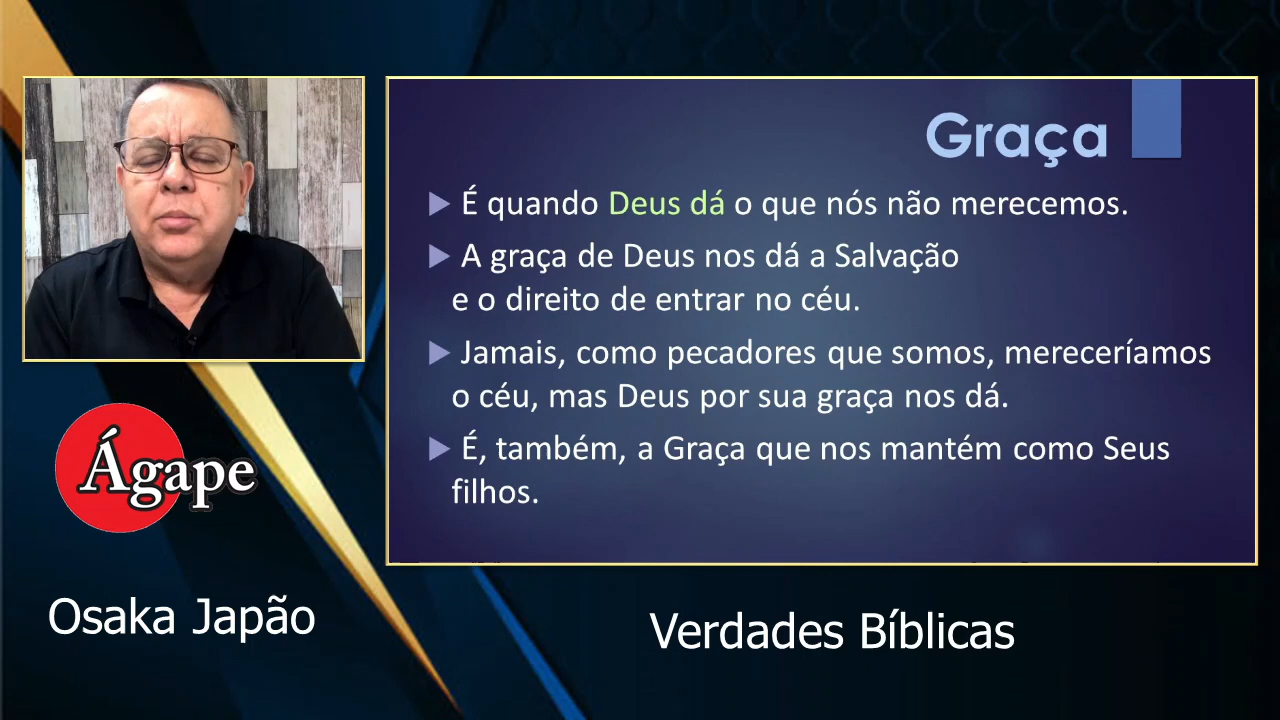 Graça
É quando Deus dá o que nós não merecemos.
A graça de Deus nos dá a Salvação
e o direito de entrar no céu.
Jamais, como pecadores que somos, mereceríamos
o céu, mas Deus por sua graça nos dá.
É, também, a Graça que nos mantém como Seus
filhos.
Ágape
Osaka Japão
Verdades Bíblicas